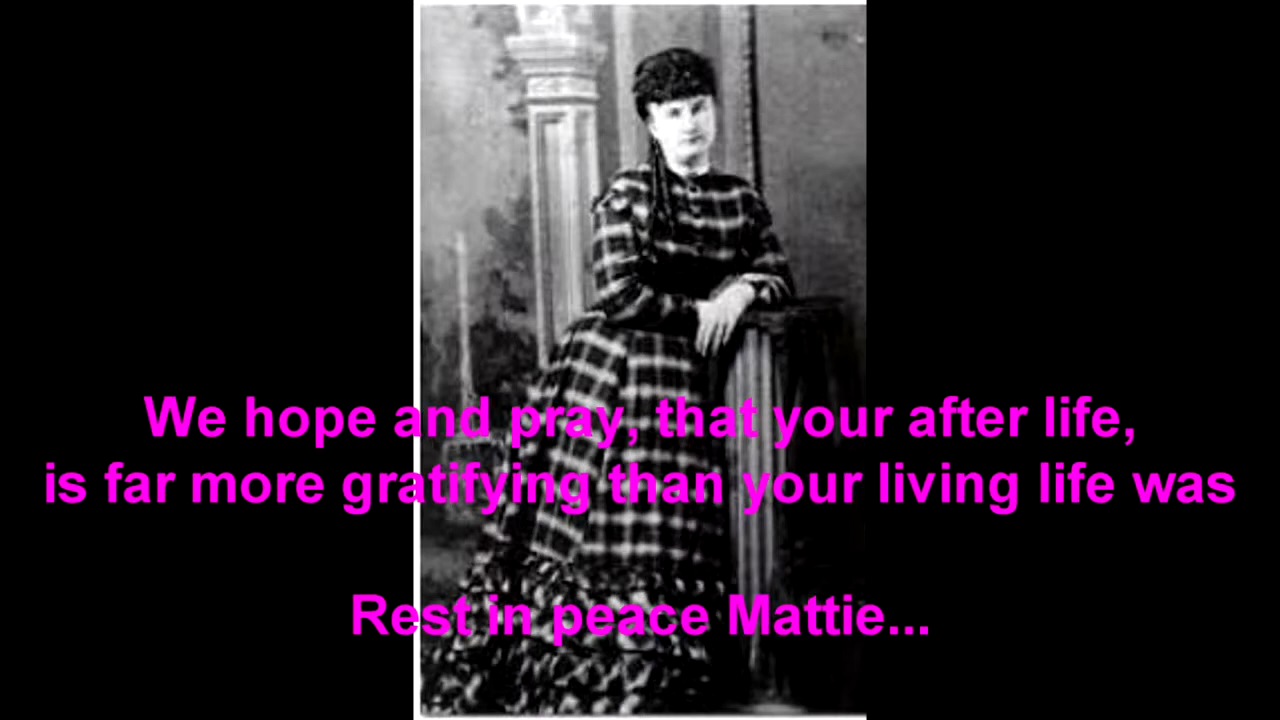 We hope and pray, that your after life,
is far more gratifying than your living life was
Rest in peace Mattie...